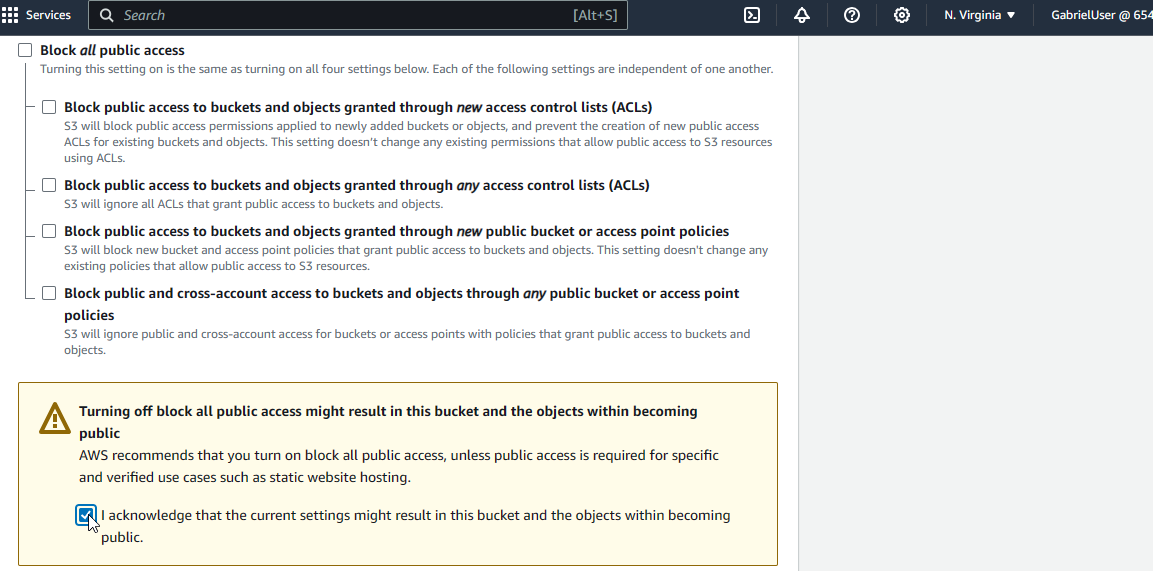 Services
Search
[Alt+S]
N. Virginia
GabrielUser @ 654
Block all public access
Turning this setting on is the same as turning on all four settings below. Each of the following settings are independent of one another.
Block public access to buckets and objects granted through new access control lists (ACLs)
S3 will block public access permissions applied to newly added buckets or objects, and prevent the creation of new public access
ACLs for existing buckets and objects. This setting doesn't change any existing permissions that allow public access to S3 resources
using ACLs.
Block public access to buckets and objects granted through any access control lists (ACLs)
S3 will ignore all ACLs that grant public access to buckets and objects.
Block public access to buckets and objects granted through new public bucket or access point policies
S3 will block new bucket and access point policies that grant public access to buckets and objects. This setting doesn't change any
existing policies that allow public access to S3 resources.
Block public and cross-account access to buckets and objects through any public bucket or access point
policies
S3 will ignore public and cross-account access for buckets or access points with policies that grant public access to buckets and
objects.
Turning off block all public access might result in this bucket and the objects within becoming
public
AWS recommends that you turn on block all public access, unless public access is required for specific
and verified use cases such as static website hosting.
I acknowledge that the current settings might result in this bucket and the objects within becoming
public.